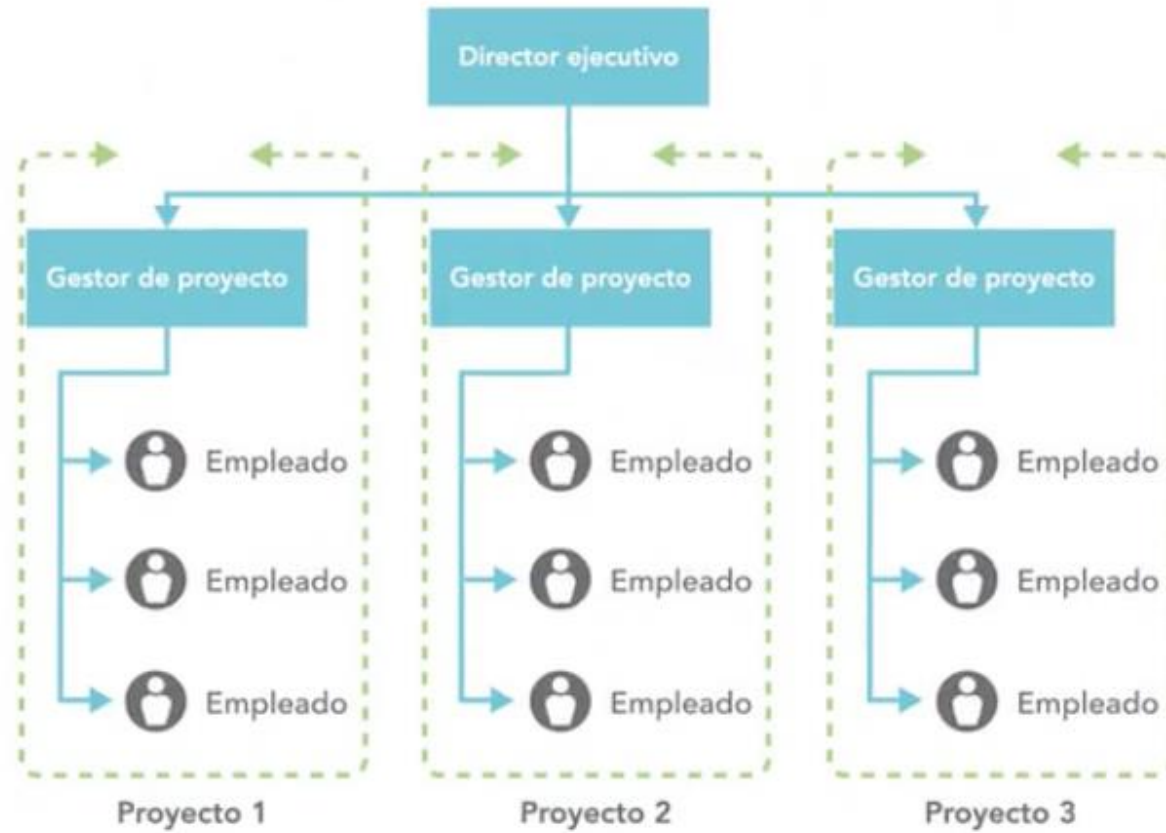 Director ejecutivo
Gestor de proyecto
Gestor de proyecto
Gestor de proyecto
Empleado
Empleado
Empleado
Empleado
Empleado
Empleado
Empleado
Empleado
Empleado
Proyecto 1
Proyecto 2
Proyecto 3